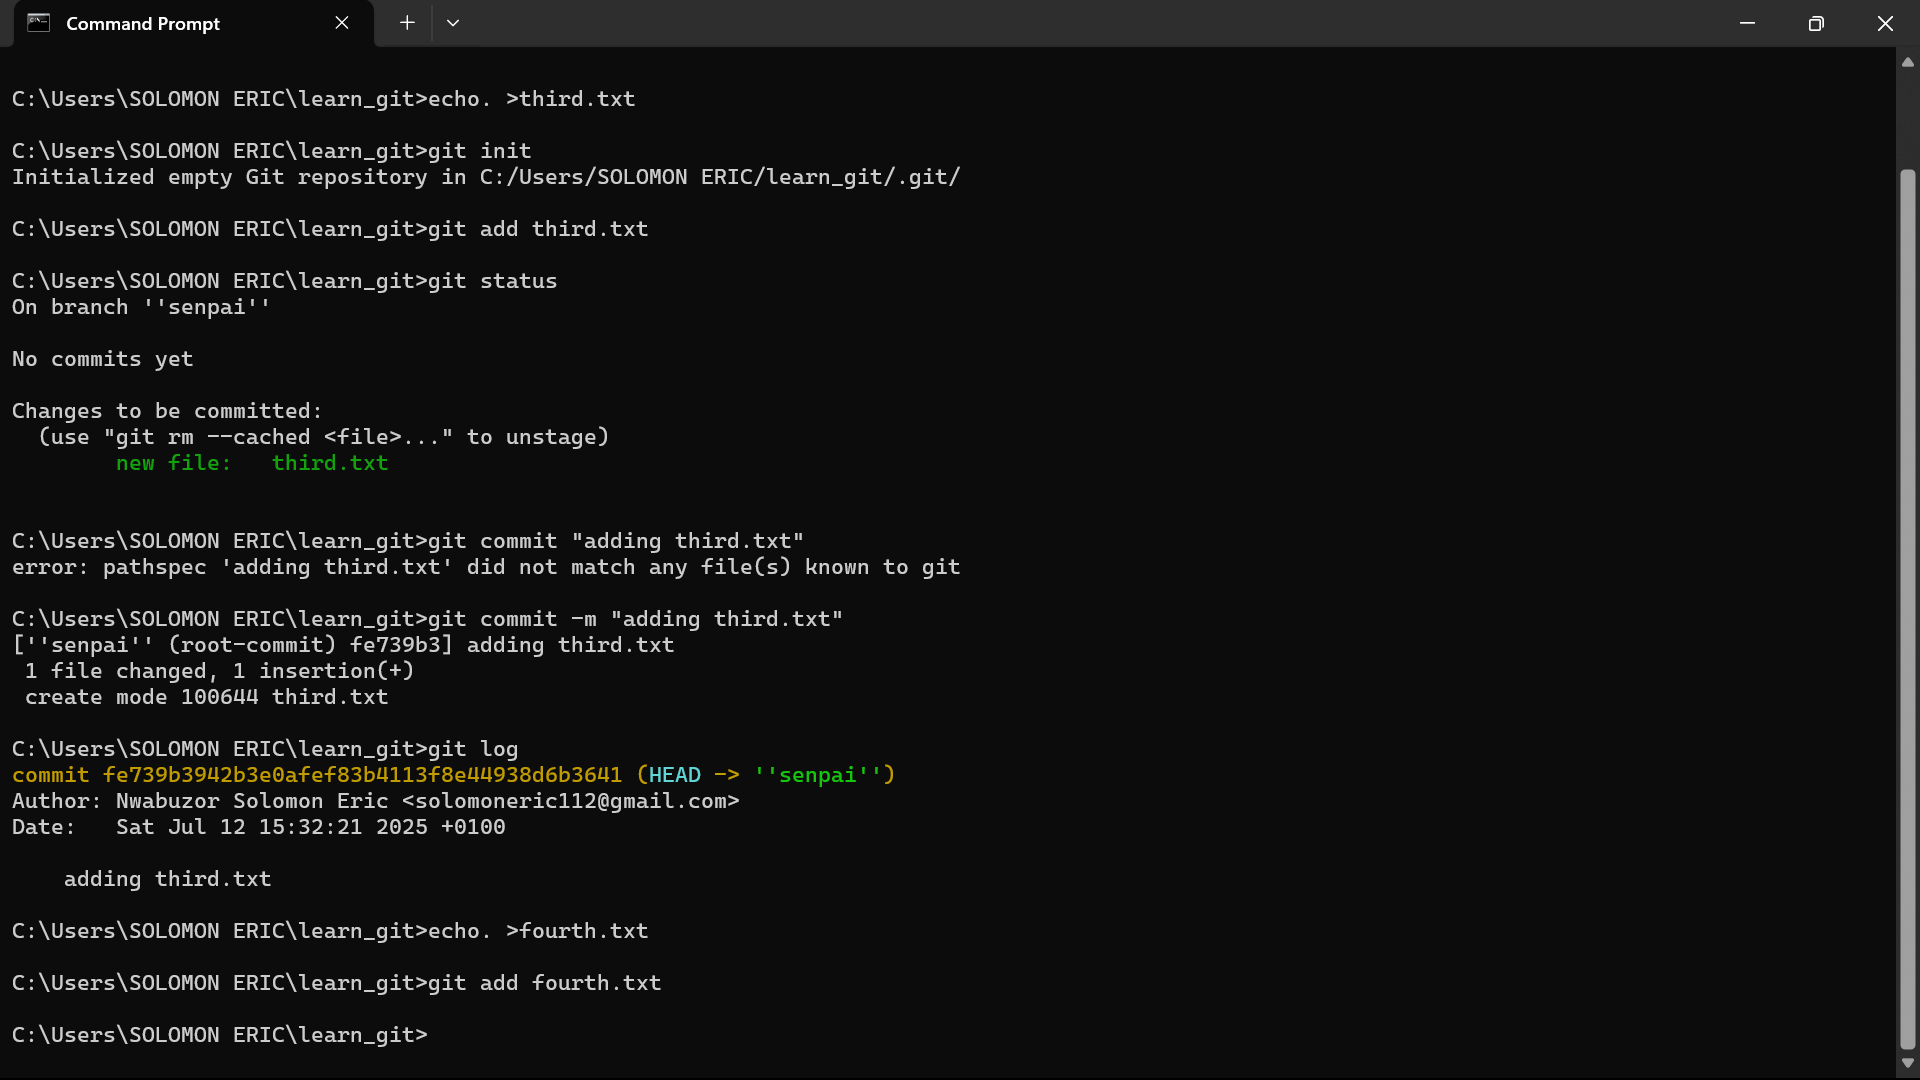 Command Prompt
C:\Users\SOLOMON ERIC\learn_git>echo. >third.txt
C:\Users\SOLOMON ERIC\learn_git>git init
Initialized empty Git repository in C:/Users/SOLOMON ERIC/learn_git/.git/
C:\Users\SOLOMON ERIC\learn_git>git add third.txt
C:\Users\SOLOMON ERIC\learn_git>git status
On branch ''senpai''
No commits yet
Changes to be committed:
  (use "git rm --cached <file>..." to unstage)
        new file:   third.txt
C:\Users\SOLOMON ERIC\learn_git>git commit "adding third.txt"
error: pathspec 'adding third.txt' did not match any file(s) known to git
C:\Users\SOLOMON ERIC\learn_git>git commit -m "adding third.txt"
[''senpai'' (root-commit) fe739b3] adding third.txt
 1 file changed, 1 insertion(+)
 create mode 100644 third.txt
C:\Users\SOLOMON ERIC\learn_git>git log
commit fe739b3942b3e0afef83b4113f8e44938d6b3641 (HEAD -> ''senpai'')
Author: Nwabuzor Solomon Eric <solomoneric112@gmail.com>
Date:   Sat Jul 12 15:32:21 2025 +0100
    adding third.txt
C:\Users\SOLOMON ERIC\learn_git>echo. >fourth.txt
C:\Users\SOLOMON ERIC\learn_git>git add fourth.txt
C:\Users\SOLOMON ERIC\learn_git>